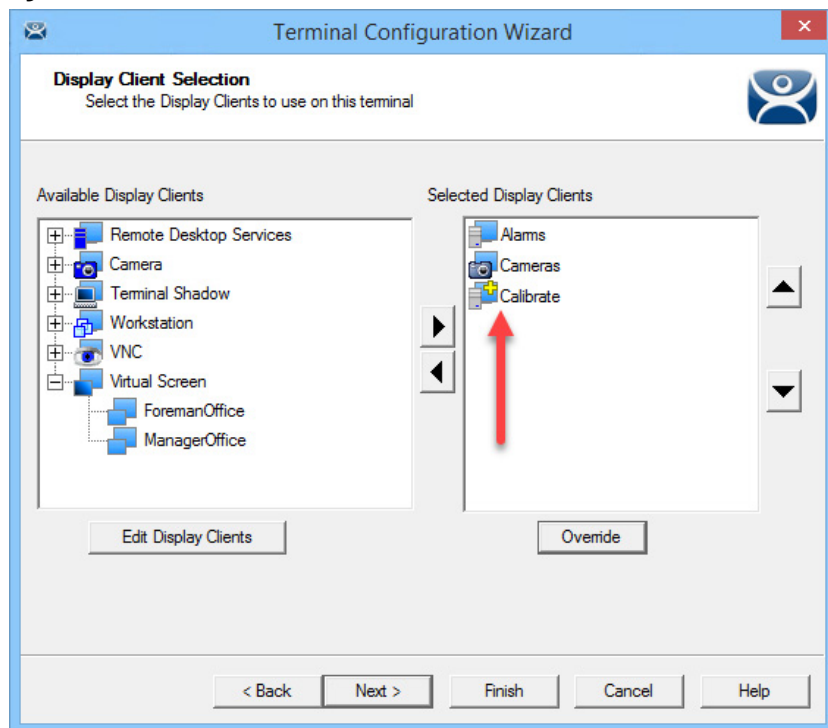 Terminal Configuration Wizard
Display Client Selection
Select the Display Clients to use on this terminal
Available Display Clients
Remote Desktop Services
Camera
Terminal Shadow
Workstation
VNC
Virtual Screen
ForemanOffice
ManagerOffice
Edit Display Clients
Selected Display Clients
Alarms
Cameras
Calibrate
Override
< Back
Next >
Finish
Cancel
Help